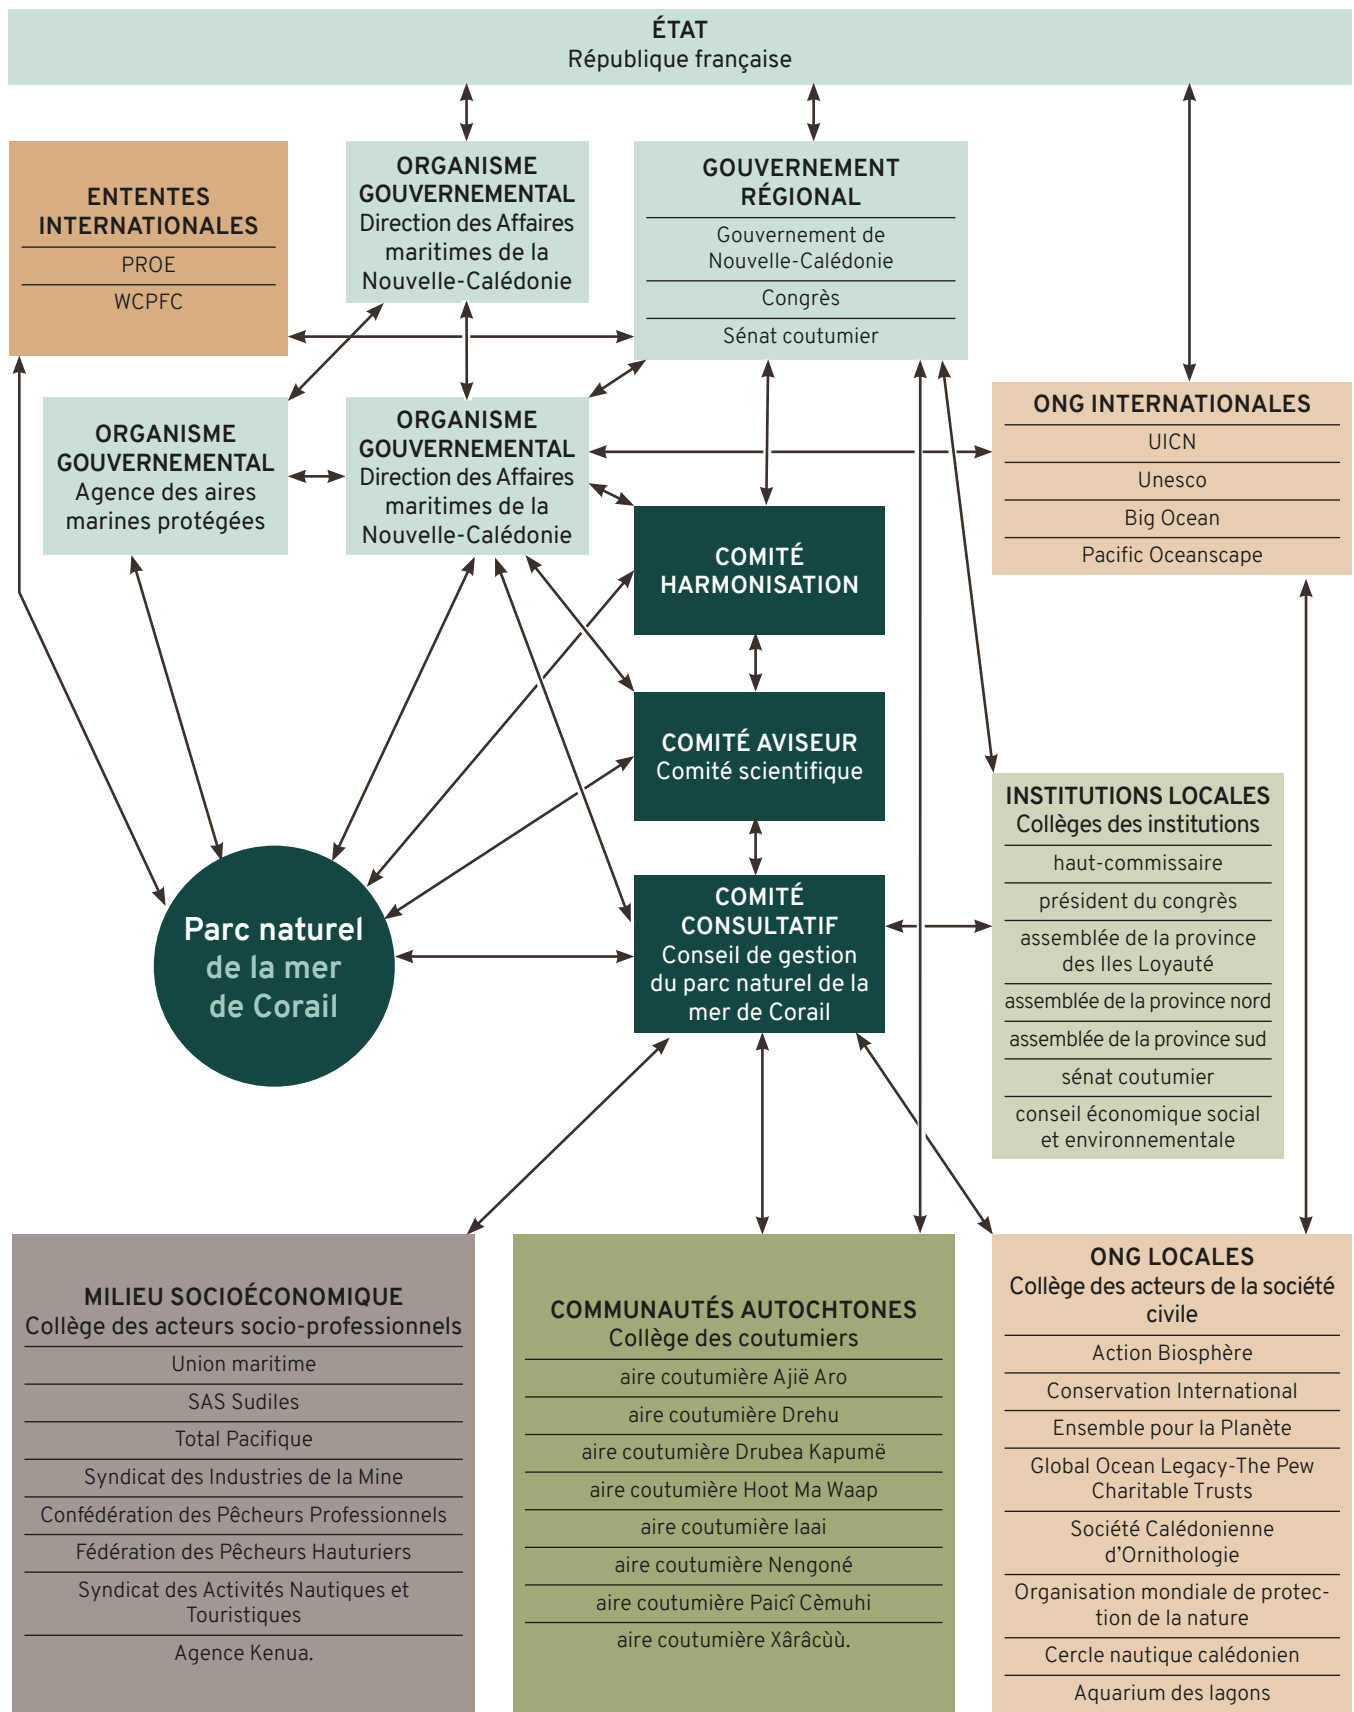 ÉTAT
République française
ENTENTES
INTERNATIONALES
PROE
WCPFC
ORGANISME
GOUVERNEMENTAL
Direction des Affaires
maritimes de la
Nouvelle-Calédonie
GOUVERNEMENT
RÉGIONAL
Gouvernement de
Nouvelle-Calédonie
Congrès
Sénat coutumier
ORGANISME
GOUVERNEMENTAL
Agence des aires
marines protégées
ORGANISME
GOUVERNEMENTAL
Direction des Affaires
maritimes de la
Nouvelle-Calédonie
ONG INTERNATIONALES
UICN
Unesco
Big Ocean
Pacific Oceanscape
COMITÉ
HARMONISATION
COMITÉ AVISEUR
Comité scientifique
COMITÉ
CONSULTATIF
Conseil de gestion
du parc naturel de la
mer de Corail
Parc naturel
de la mer
de Corail
INSTITUTIONS LOCALES
Collèges des institutions
haut-commissaire
président du congrès
assemblée de la province
des Iles Loyauté
assemblée de la province nord
assemblée de la province sud
sénat coutumier
conseil économique social
et environnementale
MILIEU SOCIOÉCONOMIQUE
Collège des acteurs socio-professionnels
Union maritime
SAS Sudiles
Total Pacifique
Syndicat des Industries de la Mine
Confédération des Pêcheurs Professionnels
Fédération des Pêcheurs Hauturiers
Syndicat des Activités Nautiques et
Touristiques
Agence Kenua.
COMMUNAUTÉS AUTOCHTONES
Collège des coutumiers
aire coutumière Ajië Aro
aire coutumière Drehu
aire coutumière Drubea Kapumë
aire coutumière Hoot Ma Waap
aire coutumière Iaai
aire coutumière Nengoné
aire coutumière Paicî Cèmuhi
aire coutumière Xârâcùù.
ONG LOCALES
Collège des acteurs de la société
civile
Action Biosphère
Conservation International
Ensemble pour la Planète
Global Ocean Legacy-The Pew
Charitable Trusts
Société Calédonienne
d'Ornithologie
Organisation mondiale de protec-
tion de la nature
Cercle nautique calédonien
Aquarium des lagons